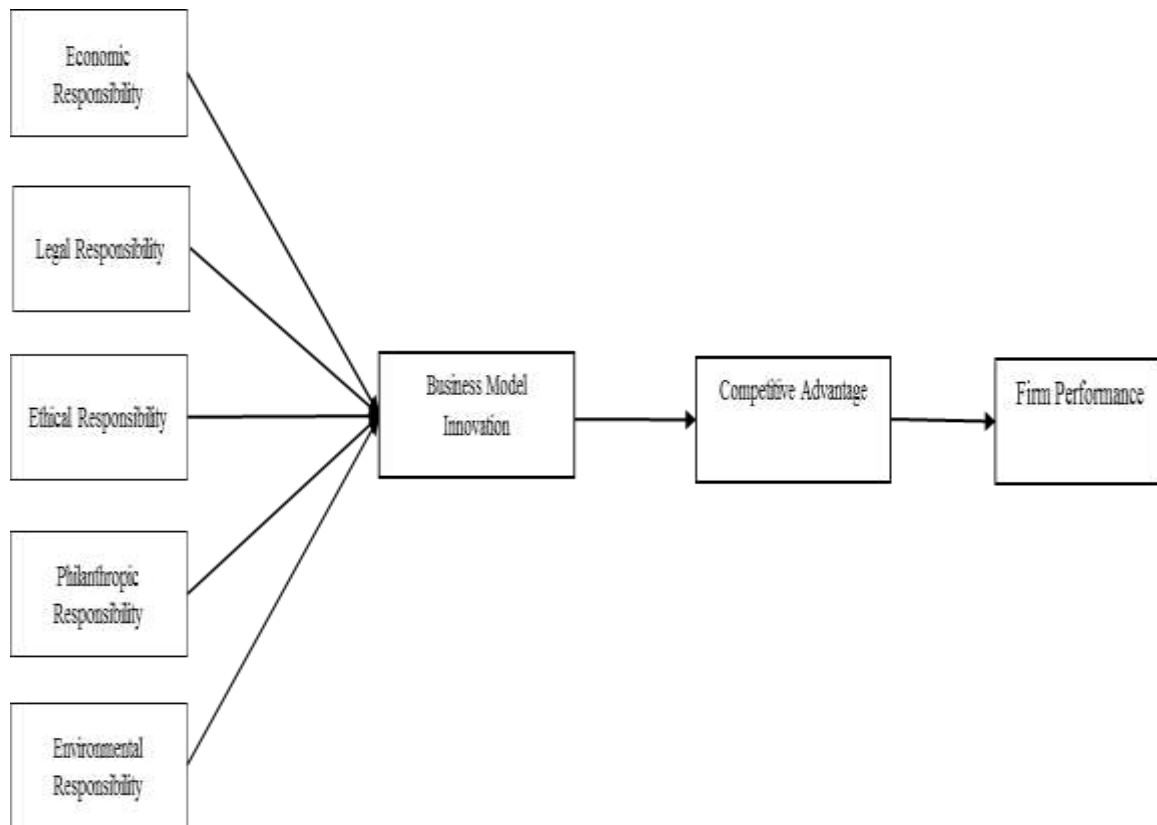 Economic
Responsibility
Legal Responsibility
Ethical Responsibility
Philanthropic
Responsibility
Environmental
Responsibility
Business Model
Innovation
Competitive Advantage
Firm Performance